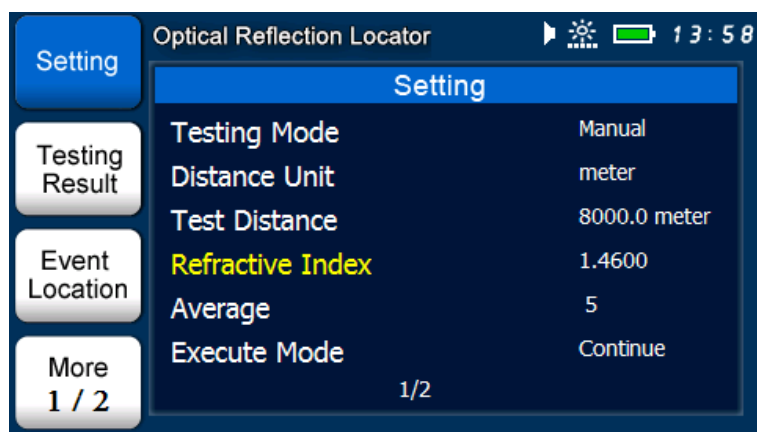 Optical Reflection Locator 13:58
Setting
Testing
Result
Event
Location
More
1 / 2
Setting
Testing Mode Manual
Distance Unit meter
Test Distance 8000.0 meter
Refractive Index 1.4600
Average 5
Execute Mode Continue
1/2